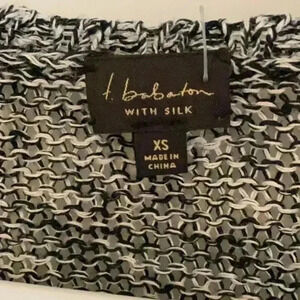 f. babaton
WITH SILK
XS
MADE IN
CHINA